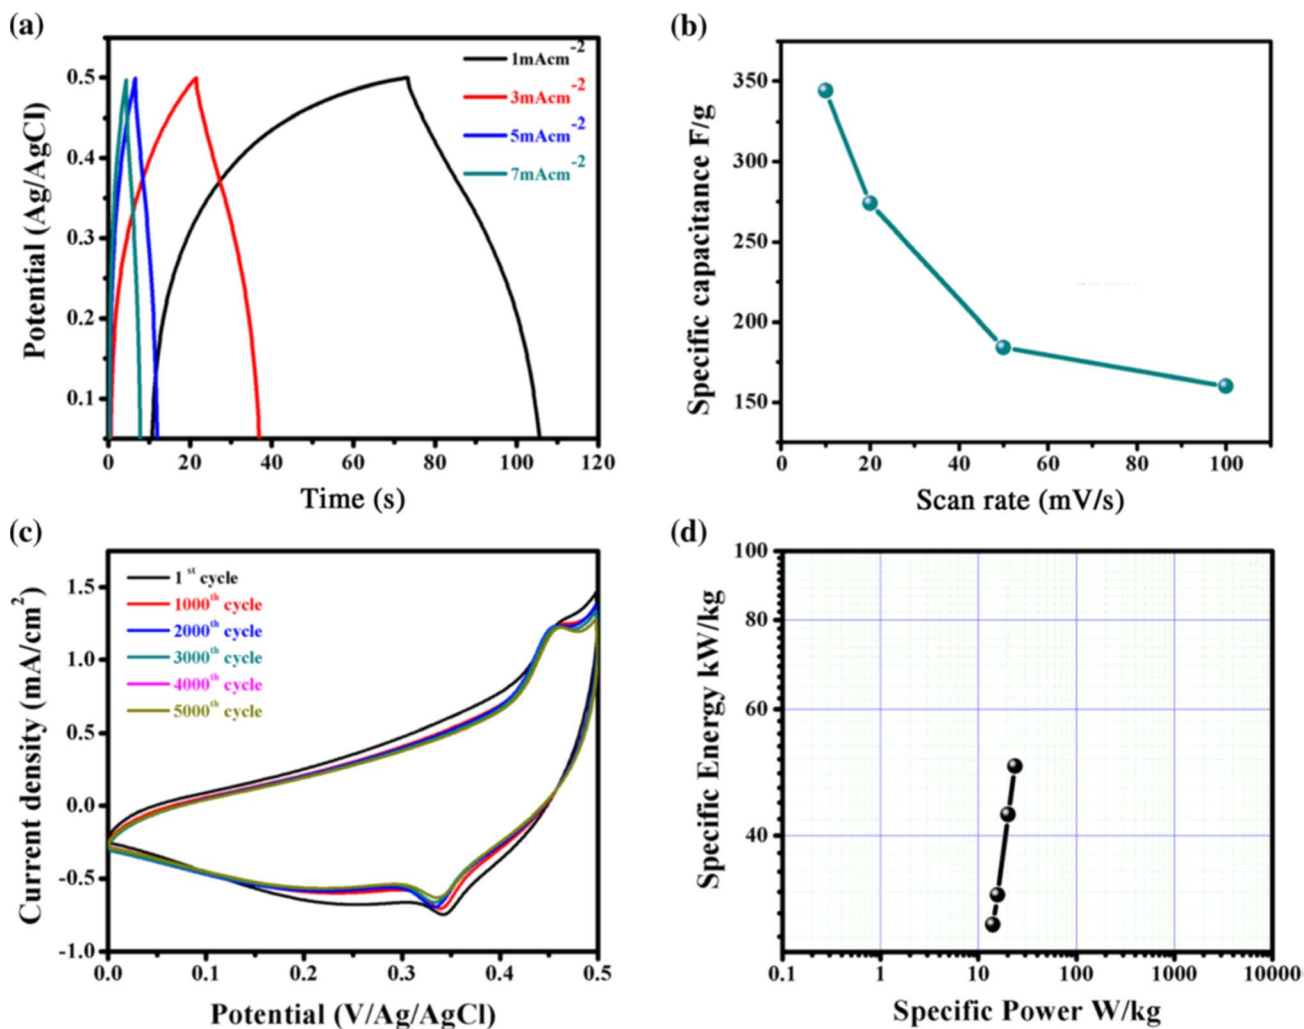 (a)
0.5
0.4
0.3
0.2
0.1
Potential (Ag/AgCl)
1mAcm-2
3mAcm-2
5mAcm-2
7mAcm-2
0 20 40 60 80 100 120
Time (s)
(b)
350
300
250
200
150
Specific capacitance F/g
0 20 40 60 80 100
Scan rate (mV/s)
(c)
1.5
1.0
0.5
0.0
-0.5
-1.0
Currrent density (mA/cm2)
1 st cycle
1000th cycle
2000th cycle
3000th cycle
4000th cycle
5000th cycle
0.0 0.1 0.2 0.3 0.4 0.5
Potential (V/Ag/AgCl)
(d)
100
80
60
40
Specific Energy kW/kg
0.1 1 10 100 1000 10000
Specific Power W/kg